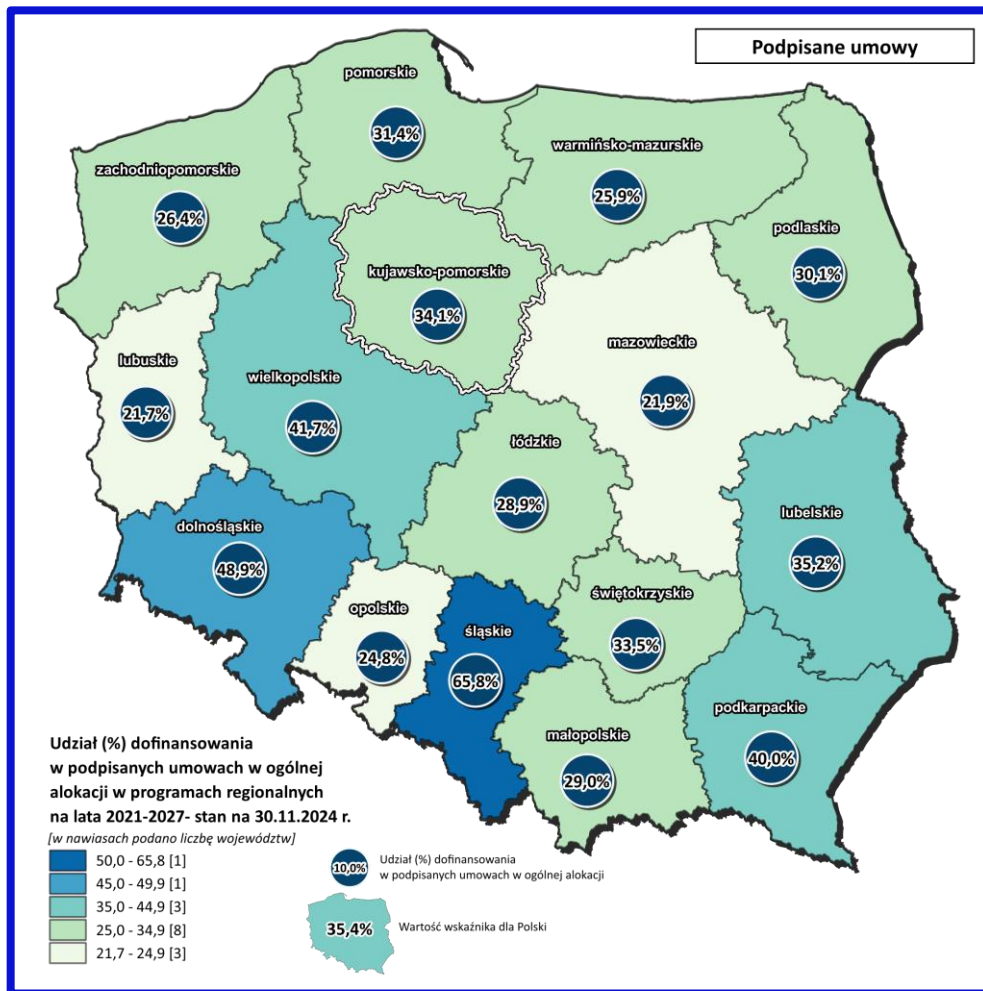 Podpisane umowy
pomorskie
31,4%
warmińsko-mazurskie
25,9%
zachodniopomorskie
26,4%
podlaskie
30,1%
kujawsko-pomorskie
34,1%
mazowieckie
21,9%
lubuskie
21,7%
wielkopolskie
41,7%
łódzkie
28,9%
lubelskie
35,2%
dolnośląskie
48,9%
opolskie
24,8%
śląskie
65,8%
świętokrzyskie
33,5%
małopolskie
29,0%
podkarpackie
40,0%
Udział (%) dofinansowania
w podpisanych umowach w ogólnej
alokacji w programach regionalnych
na lata 2021-2027- stan na 30.11.2024 r.
[w nawiasach podano liczbę województw]
50,0 - 65,8 [1]
45,0 - 49,9 [1]
35,0 - 44,9 [3]
25,0 - 34,9 [8]
21,7 - 24,9 [3]
10,0%
Udział (%) dofinansowania
w podpisanych umowach w ogólnej alokacji
35,4%
Wartość wskaźnika dla Polski